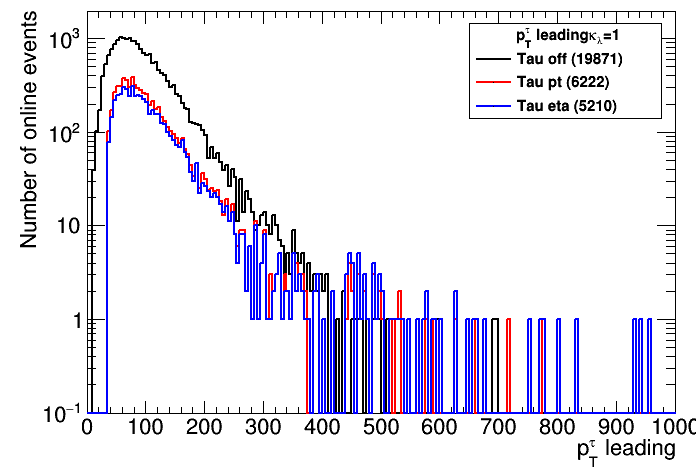 p_T^τ leadingκ_λ=1
Tau off (19871)
Tau pt (6222)
Tau eta (5210)
Number of online events
10³
10²
10
1
10⁻¹
0 100 200 300 400 500 600 700 800 900 1000
p_T^τ leading